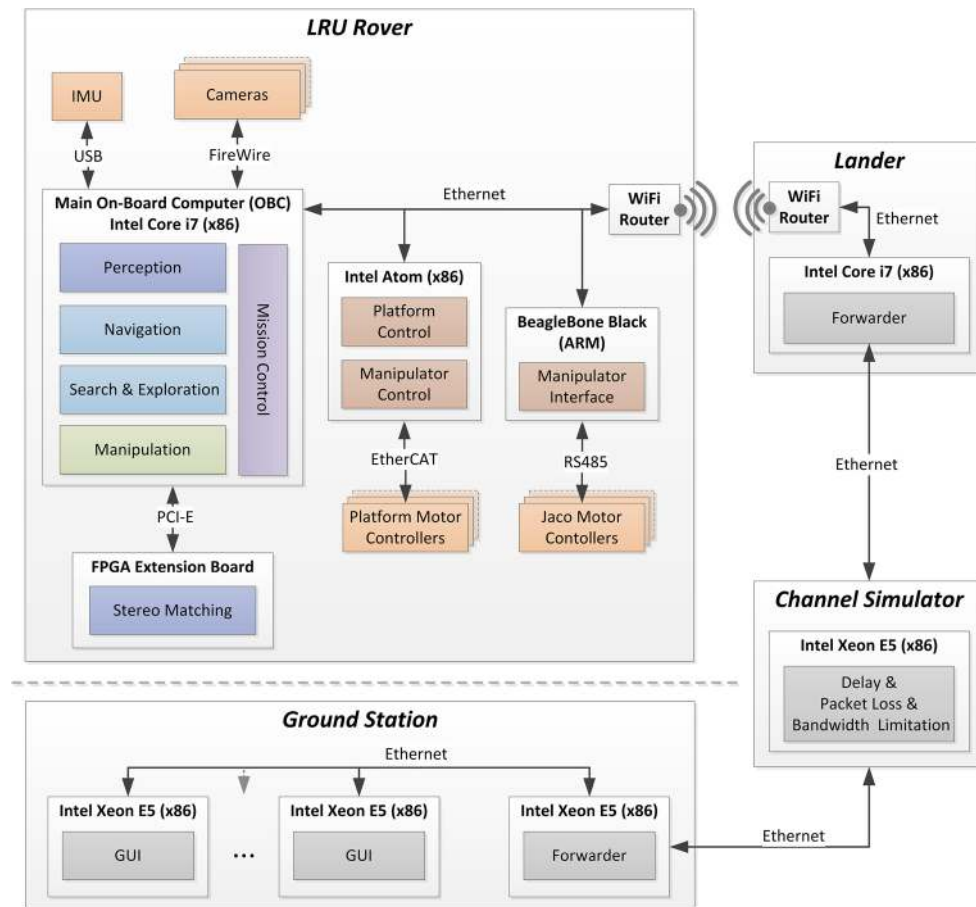 LRU Rover
IMU
Cameras
USB
FireWire
Main On-Board Computer (OBC)
Intel Core i7 (x86)
Perception
Navigation
Search & Exploration
Manipulation
Mission Control
Ethernet
WiFi
Router
Intel Atom (x86)
Platform
Control
Manipulator
Control
BeagleBone Black
(ARM)
Manipulator
Interface
EtherCAT
RS485
Platform Motor
Controllers
Jaco Motor
Contollers
PCI-E
FPGA Extension Board
Stereo Matching
Lander
WiFi
Router
Ethernet
Intel Core i7 (x86)
Forwarder
Ethernet
Channel Simulator
Intel Xeon E5 (x86)
Delay &
Packet Loss &
Bandwidth Limitation
Ethernet
Ground Station
Ethernet
Intel Xeon E5 (x86)
GUI
...
Intel Xeon E5 (x86)
GUI
Intel Xeon E5 (x86)
Forwarder